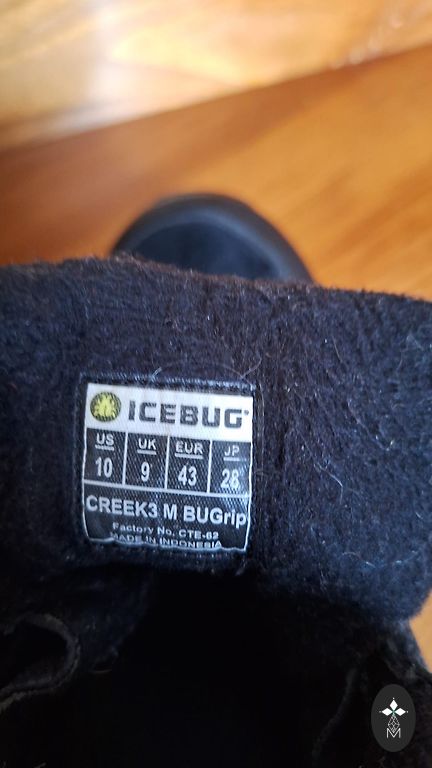 ICEBUG
US UK EUR JP
10 9 43 28
CREEK3 M BUGrip
Factory No. CTE-62
MADE IN INDONESIA
M